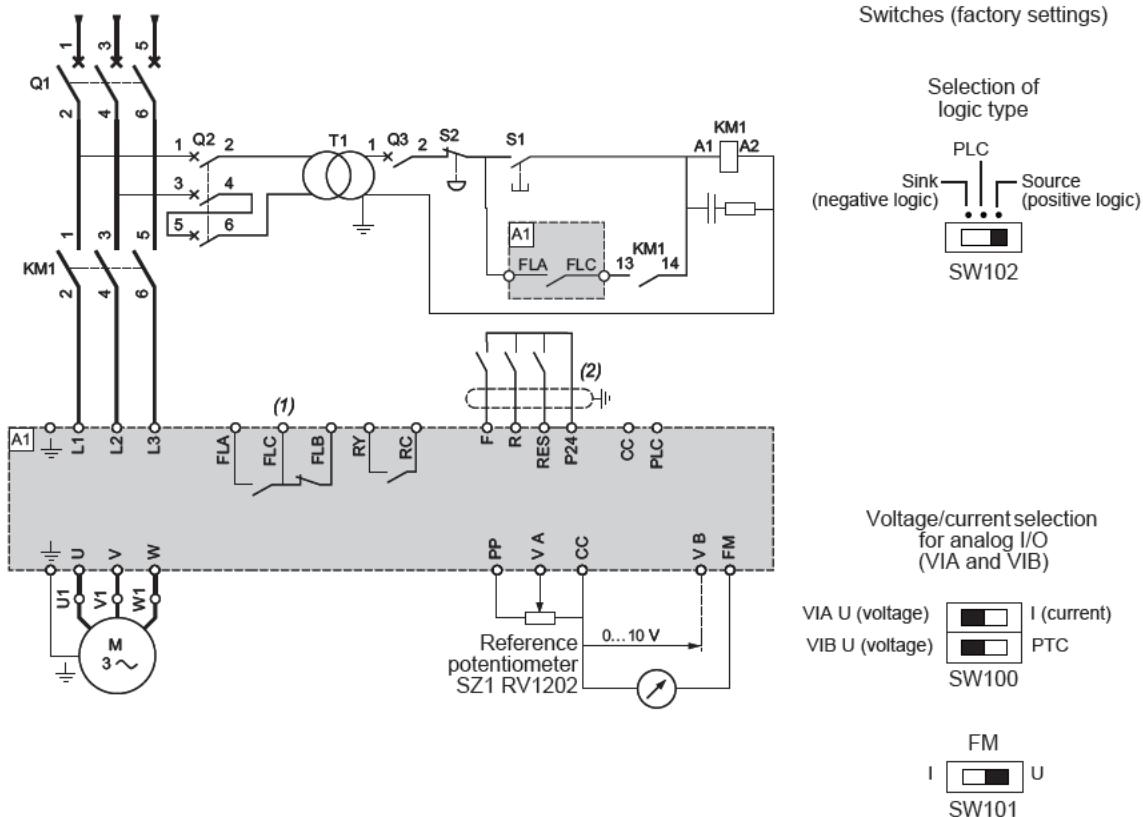 Switches (factory settings)
1
3
5
Q1
2
4
6
1
Q2
2
T1
1
Q3
2
S2
S1
KM1
A1
A2
3
4
5
6
Selection of
logic type
PLC
Sink
(negative logic)
Source
(positive logic)
SW102
1
3
5
KM1
2
4
6
A1
FLA
FLC
13
KM1
14
(1)
(2)
A1
L1
L2
L3
FLA
FLC
FLB
RY
RC
F
R
RES
P24
CC
PLC
U
V
W
PP
V A
CC
V B
FM
U1
V1
W1
M
3
Reference
potentiometer
SZ1 RV1202
0...10 V
Voltage/current selection
for analog I/O
(VIA and VIB)
VIA U (voltage)
I (current)
VIB U (voltage)
PTC
SW100
FM
I
U
SW101